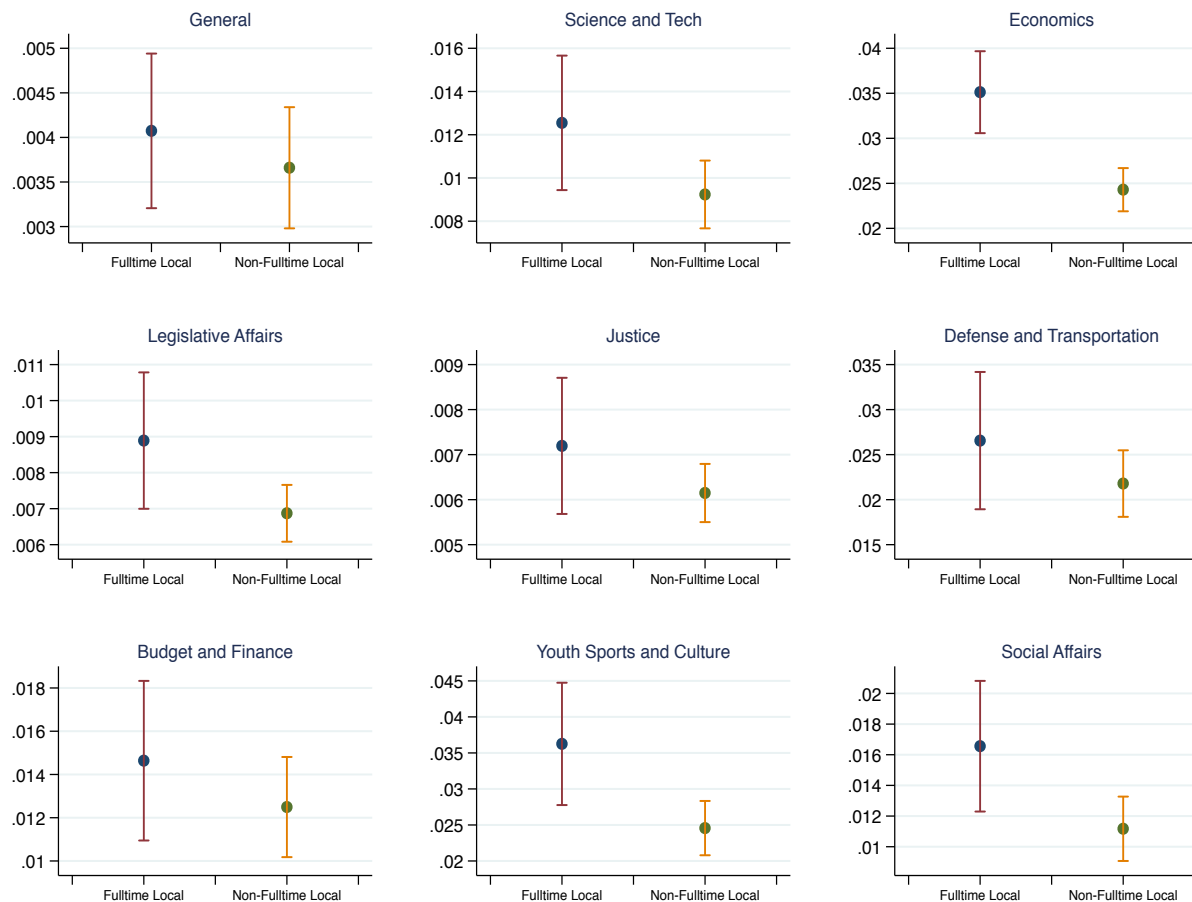 General
.005
.0045
.004
.0035
.003
Fulltime Local
Non-Fulltime Local
Science and Tech
.016
.014
.012
.01
.008
Fulltime Local
Non-Fulltime Local
Economics
.04
.035
.03
.025
.02
Fulltime Local
Non-Fulltime Local
Legislative Affairs
.011
.01
.009
.008
.007
.006
Fulltime Local
Non-Fulltime Local
Justice
.009
.008
.007
.006
.005
Fulltime Local
Non-Fulltime Local
Defense and Transportation
.035
.03
.025
.02
.015
Fulltime Local
Non-Fulltime Local
Budget and Finance
.018
.016
.014
.012
.01
Fulltime Local
Non-Fulltime Local
Youth Sports and Culture
.045
.04
.035
.03
.025
.02
Fulltime Local
Non-Fulltime Local
Social Affairs
.02
.018
.016
.014
.012
.01
Fulltime Local
Non-Fulltime Local